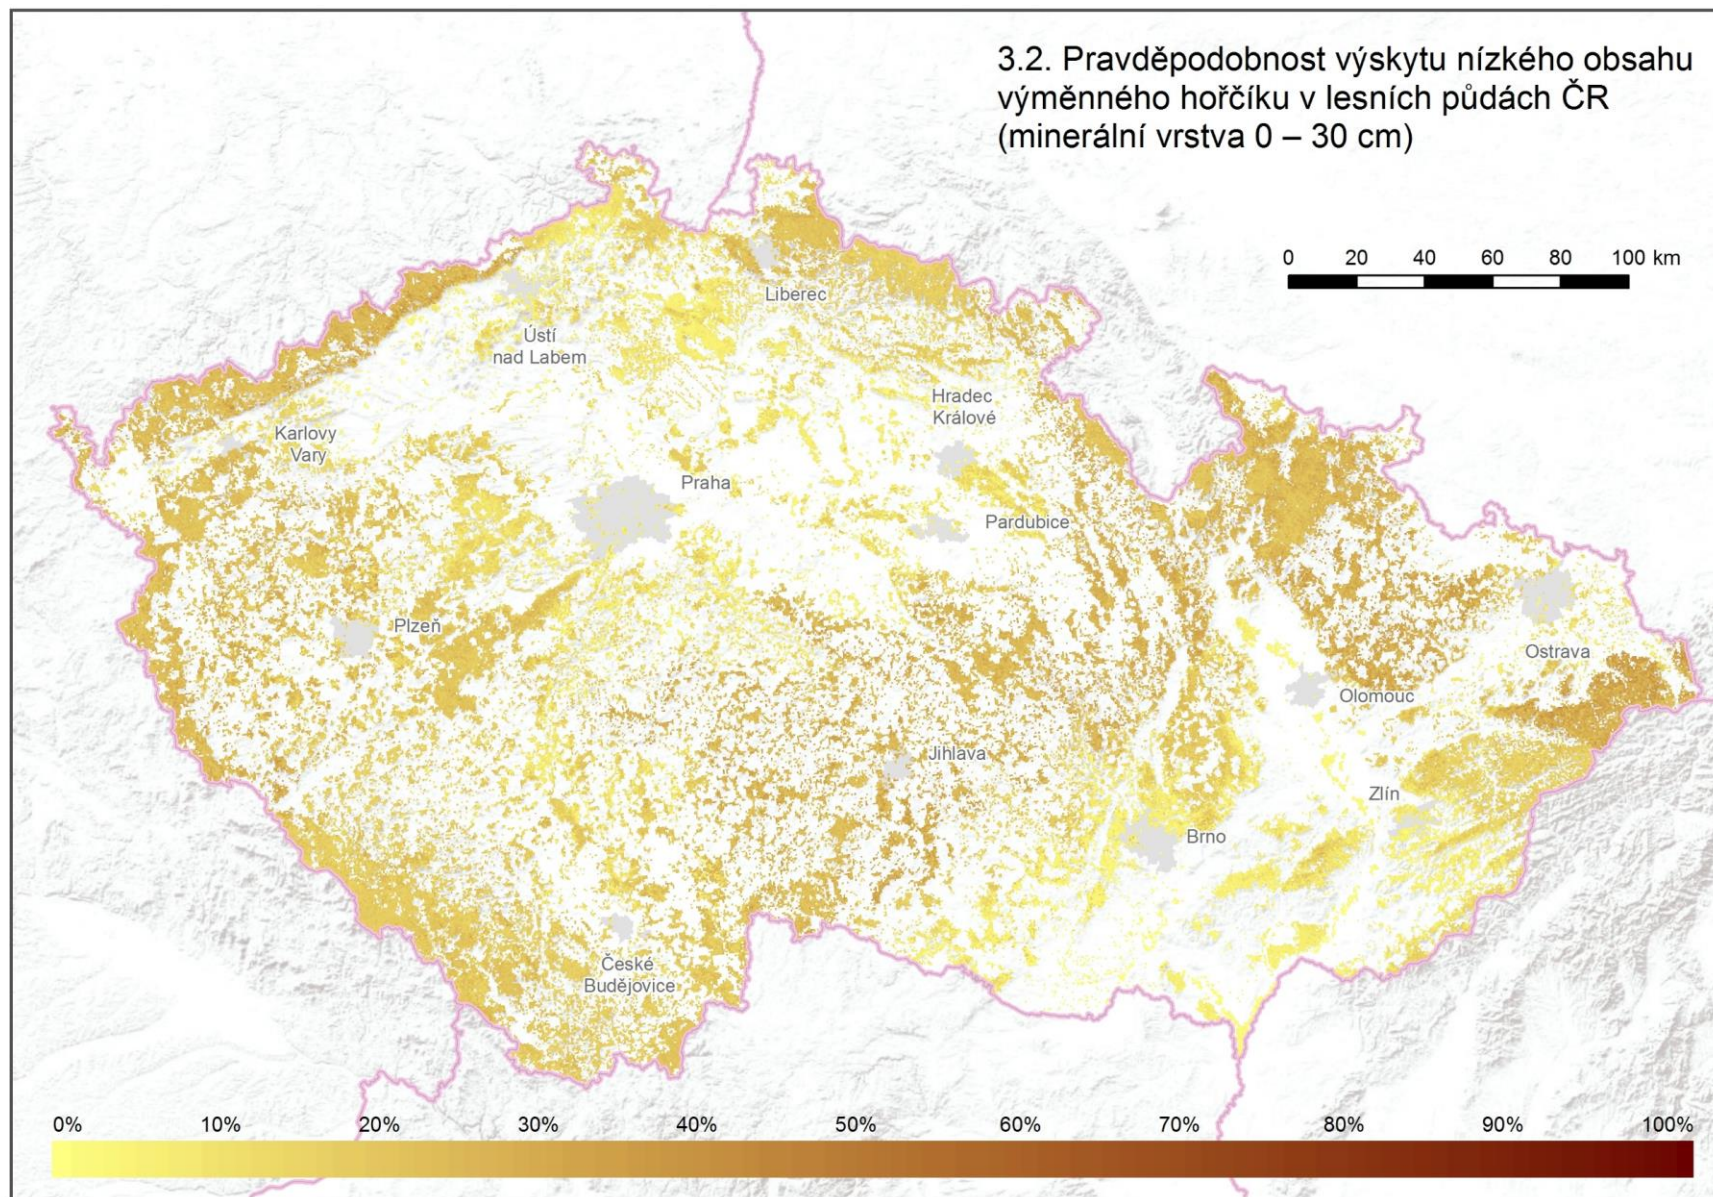 3.2. Pravděpodobnost výskytu nízkého obsahu
výměnného hořčíku v lesních půdách ČR
(minerální vrstva 0 – 30 cm)
0 20 40 60 80 100 km
Liberec
Ústí
nad Labem
Hradec
Králové
Karlovy
Vary
Praha
Pardubice
Plzeň
Ostrava
Olomouc
Jihlava
Zlín
Brno
České
Budějovice
0% 10% 20% 30% 40% 50% 60% 70% 80% 90% 100%